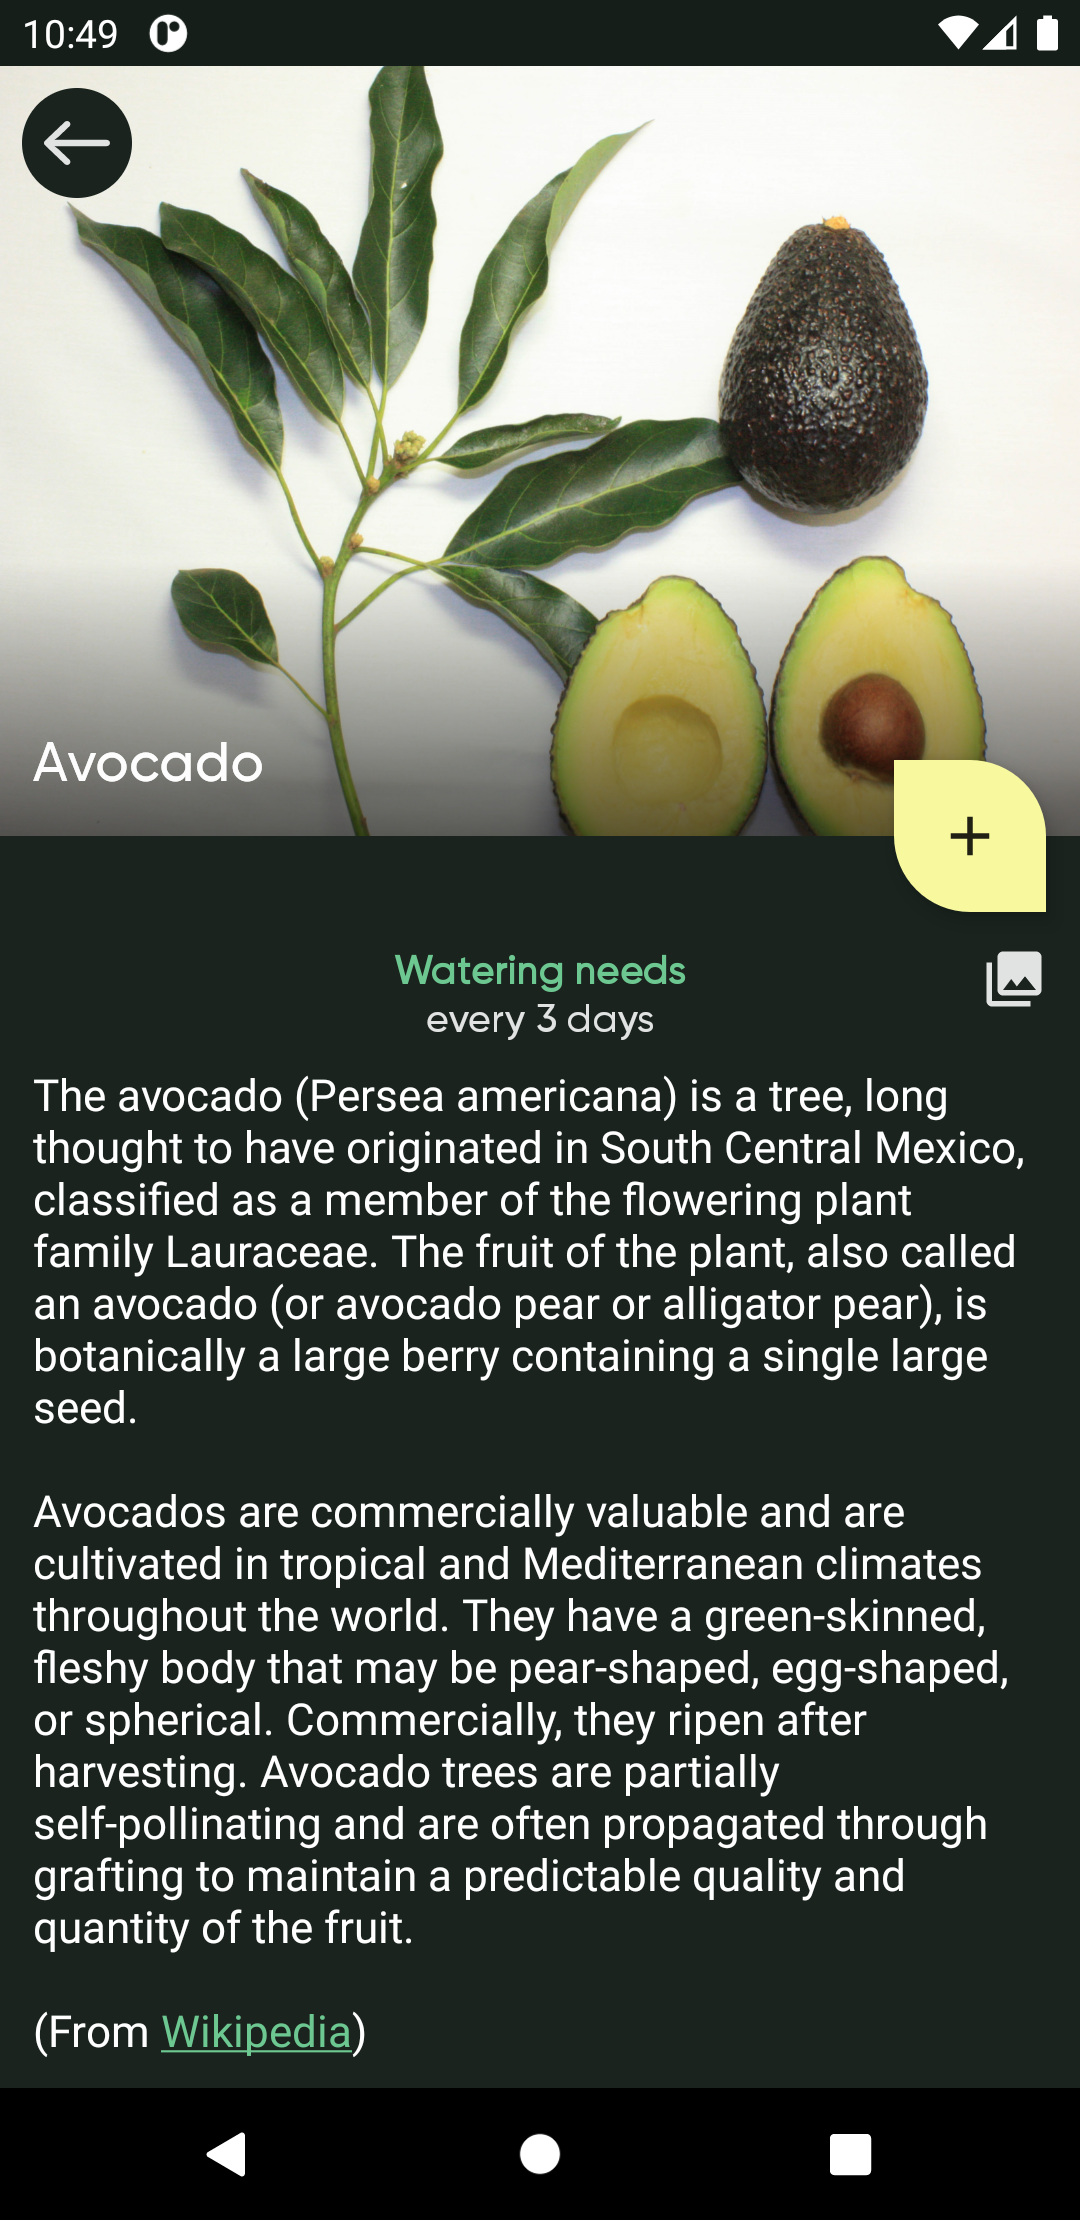 10:49
Avocado
Watering needs
every 3 days
The avocado (Persea americana) is a tree, long
thought to have originated in South Central Mexico,
classified as a member of the flowering plant
family Lauraceae. The fruit of the plant, also called
an avocado (or avocado pear or alligator pear), is
botanically a large berry containing a single large
seed.
Avocados are commercially valuable and are
cultivated in tropical and Mediterranean climates
throughout the world. They have a green-skinned,
fleshy body that may be pear-shaped, egg-shaped,
or spherical. Commercially, they ripen after
harvesting. Avocado trees are partially
self-pollinating and are often propagated through
grafting to maintain a predictable quality and
quantity of the fruit.
(From Wikipedia)